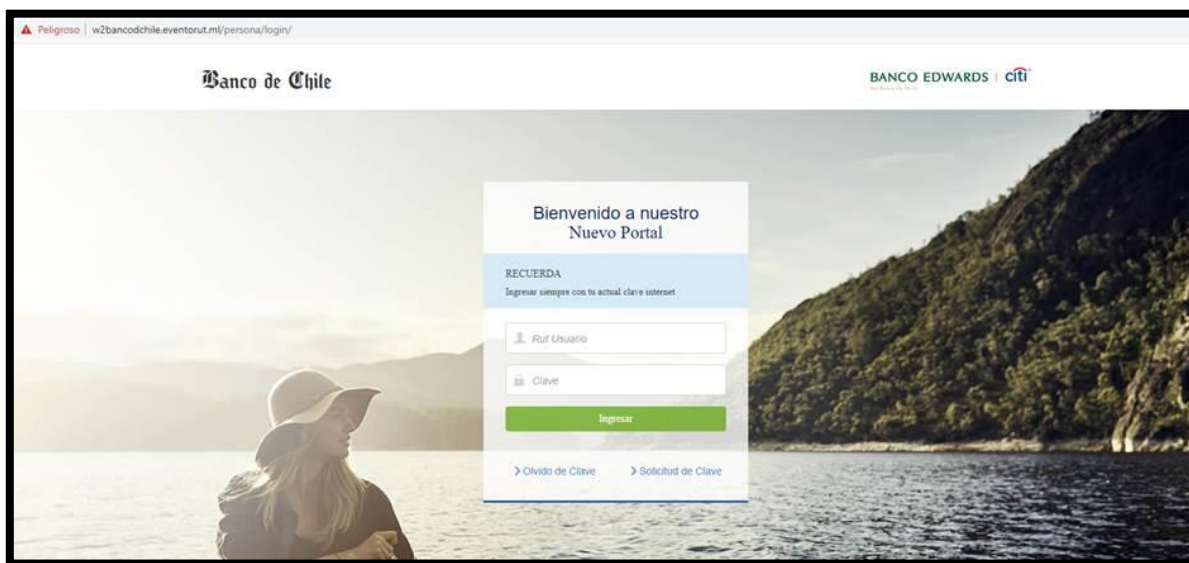 Peligroso | w2bancodchile.eventorut.ml/persona/login/
Banco de Chile
BANCO EDWARDS | citi
Bienvenido a nuestro
Nuevo Portal
RECUERDA
Ingresar siempre con tu actual clave internet
Rut Usuario
Clave
Ingresar
Olvido de Clave
Solicitud de Clave